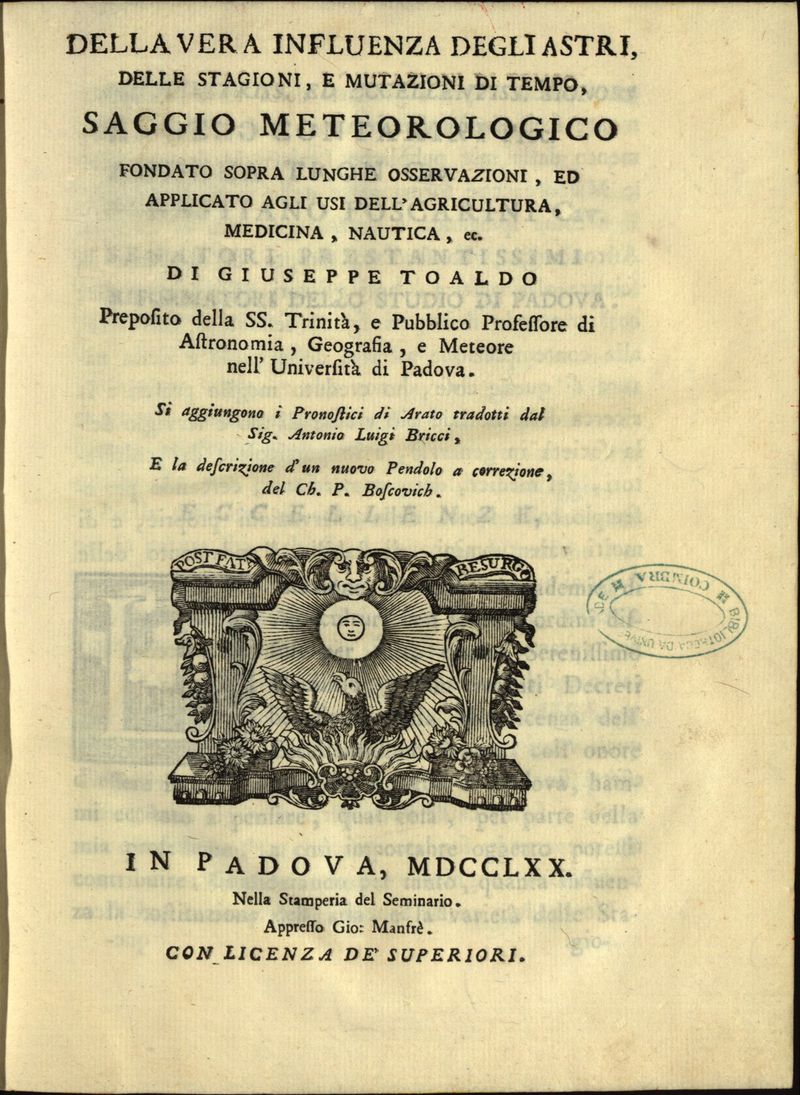 DELLA VERA INFLUENZA DEGLI ASTRI,
DELLE STAGIONI, E MUTAZIONI DI TEMPO,
SAGGIO METEOROLOGICO
FONDATO SOPRA LUNGHE OSSERVAZIONI, ED
APPLICATO AGLI USI DELL'AGRICULTURA,
MEDICINA, NAUTICA, ec.
DI GIUSEPPE TOALDO
Prepoſito della SS. Trinità, e Pubblico Profeſſore di
Aſtronomia, Geografia, e Meteore
nell' Univerſità di Padova.
Si aggiungono i Pronoſtici di Arato tradotti dal
Sig. Antonio Luigi Bricci,
E la deſcrizione d'un nuovo Pendolo a correzione,
del Ch. P. Boſcovich.
POST FATA RESURGO
BIBLIOTECA DA UNIVE
COIMBRA
IN PADOVA, MDCCLXX.
Nella Stamperia del Seminario.
Appreſſo Gio: Manfrè.
CON LICENZA DE' SUPERIORI.